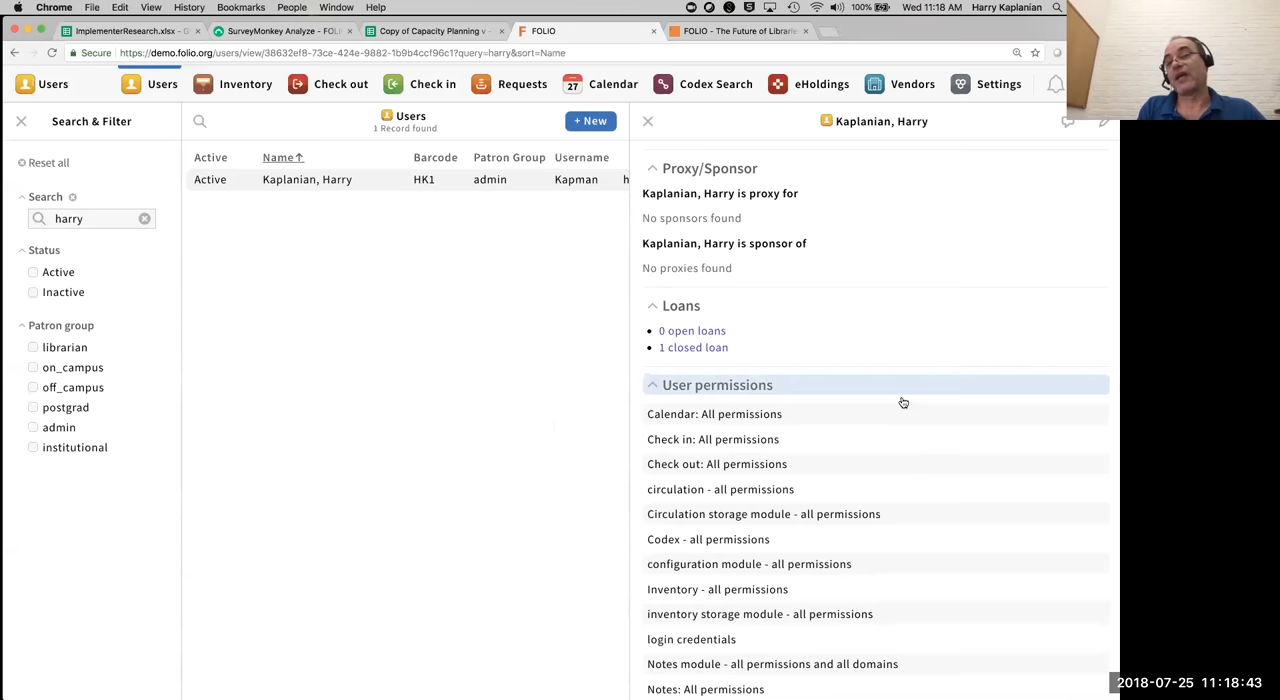 Chrome File Edit View History Bookmarks People Window Help 100% Wed 11:18 AM Harry Kaplanian
ImplementerResearch.xlsx - G SurveyMonkey Analyze - FOLI Copy of Capacity Planning v - FOLIO FOLIO - The Future of Librarie
Secure https://demo.folio.org/users/view/38632ef8-73ce-424e-9882-1b9b4ccf96c1?query=harry&sort=Name
Users Users Inventory Check out Check in Requests 27 Calendar Codex Search eHoldings Vendors Settings
Search & Filter
Reset all
Search
harry
Status
Active
Inactive
Patron group
librarian
on_campus
off_campus
postgrad
admin
institutional
Users
1 Record found
+ New
Active Name↑ Barcode Patron Group Username
Active Kaplanian, Harry HK1 admin Kapman h
Kaplanian, Harry
Proxy/Sponsor
Kaplanian, Harry is proxy for
No sponsors found
Kaplanian, Harry is sponsor of
No proxies found
Loans
• 0 open loans
• 1 closed loan
User permissions
Calendar: All permissions
Check in: All permissions
Check out: All permissions
circulation - all permissions
Circulation storage module - all permissions
Codex - all permissions
configuration module - all permissions
Inventory - all permissions
inventory storage module - all permissions
login credentials
Notes module - all permissions and all domains
Notes: All permissions
2018-07-25 11:18:43